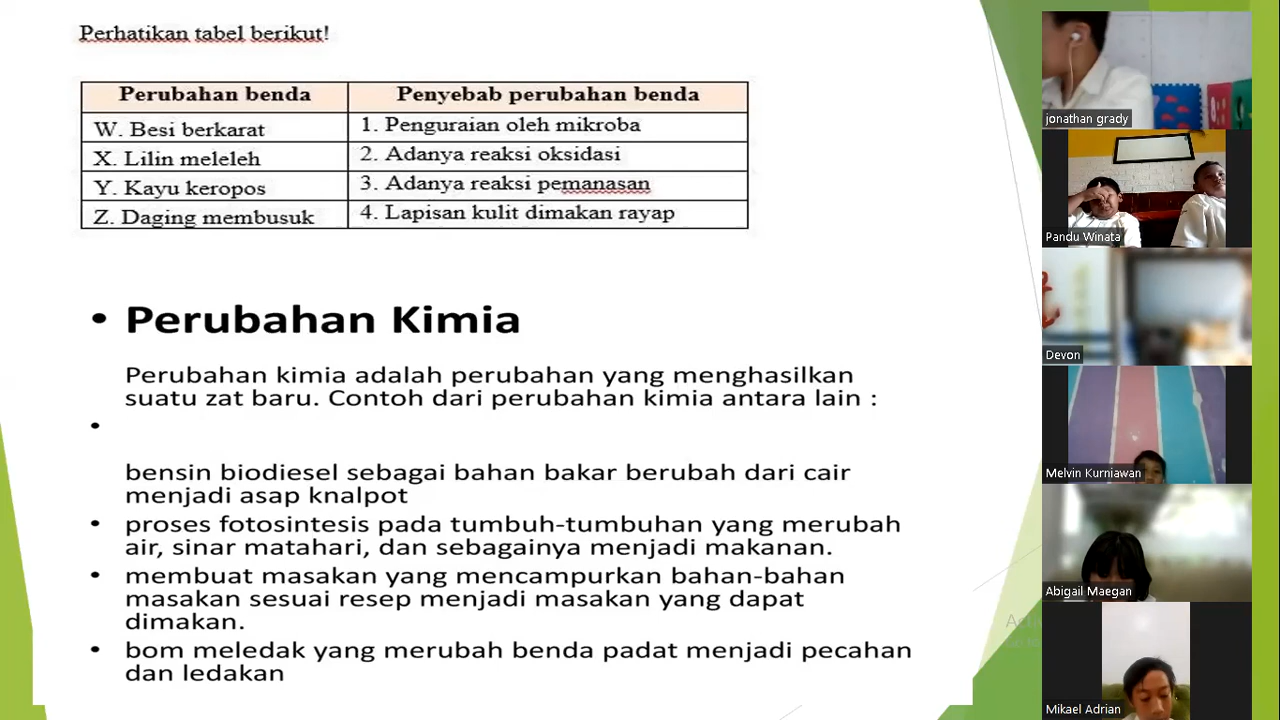 Perhatikan tabel berikut!
Perubahan benda Penyebab perubahan benda
W. Besi berkarat 1. Penguraian oleh mikroba
X. Lilin meleleh 2. Adanya reaksi oksidasi
Y. Kayu keropos 3. Adanya reaksi pemanasan
Z. Daging membusuk 4. Lapisan kulit dimakan rayap
• Perubahan Kimia
Perubahan kimia adalah perubahan yang menghasilkan
suatu zat baru. Contoh dari perubahan kimia antara lain :
•
bensin biodiesel sebagai bahan bakar berubah dari cair
menjadi asap knalpot
• proses fotosintesis pada tumbuh-tumbuhan yang merubah
air, sinar matahari, dan sebagainya menjadi makanan.
• membuat masakan yang mencampurkan bahan-bahan
masakan sesuai resep menjadi masakan yang dapat
dimakan.
• bom meledak yang merubah benda padat menjadi pecahan
dan ledakan
jonathan grady
Pandu Winata
Devon
Melvin Kurniawan
Abigail Maegan
Mikael Adrian